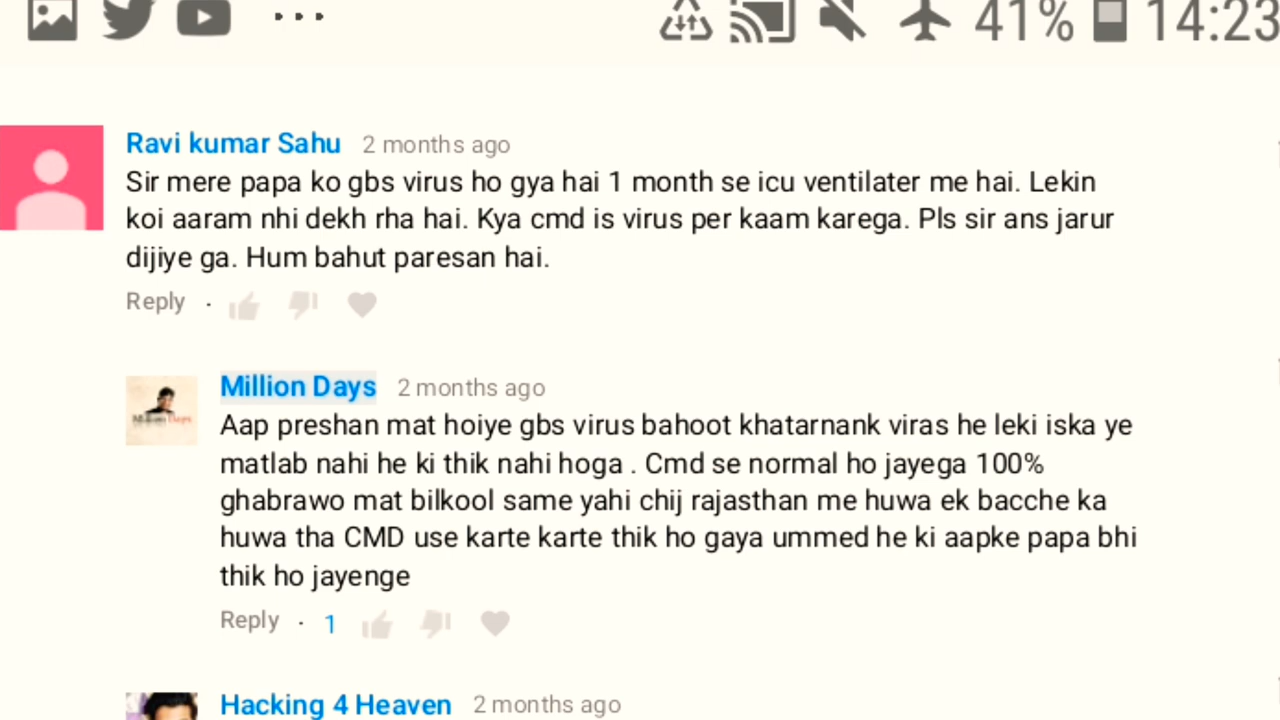 41% 14:23
Ravi kumar Sahu 2 months ago
Sir mere papa ko gbs virus ho gya hai 1 month se icu ventilater me hai. Lekin
koi aaram nhi dekh rha hai. Kya cmd is virus per kaam karega. Pls sir ans jarur
dijiye ga. Hum bahut paresan hai.
Reply ·
Million Days 2 months ago
Aap preshan mat hoiye gbs virus bahoot khatarnank viras he leki iska ye
matlab nahi he ki thik nahi hoga . Cmd se normal ho jayega 100%
ghabrawo mat bilkool same yahi chij rajasthan me huwa ek bacche ka
huwa tha CMD use karte karte thik ho gaya ummed he ki aapke papa bhi
thik ho jayenge
Reply · 1
Hacking 4 Heaven 2 months ago